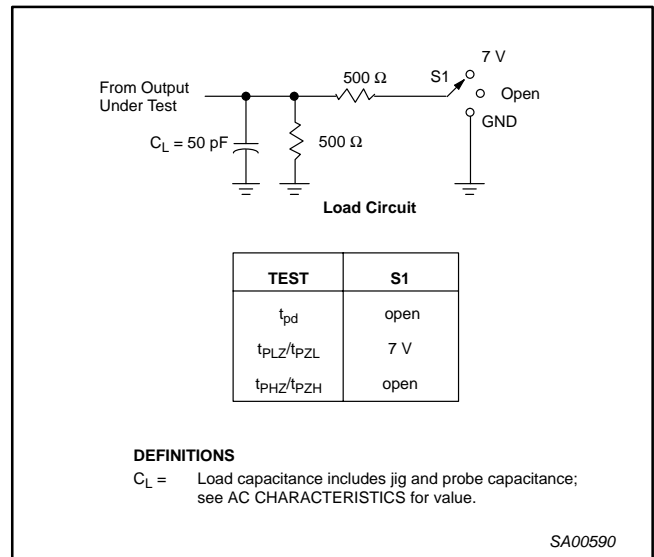 7 V
500 Ω
S1
From Output
Under Test
Open
GND
C_L = 50 pF
500 Ω
Load Circuit
TEST S1
t_pd open
t_PLZ/t_PZL 7 V
t_PHZ/t_PZH open
DEFINITIONS
C_L = Load capacitance includes jig and probe capacitance;
see AC CHARACTERISTICS for value.
SA00590